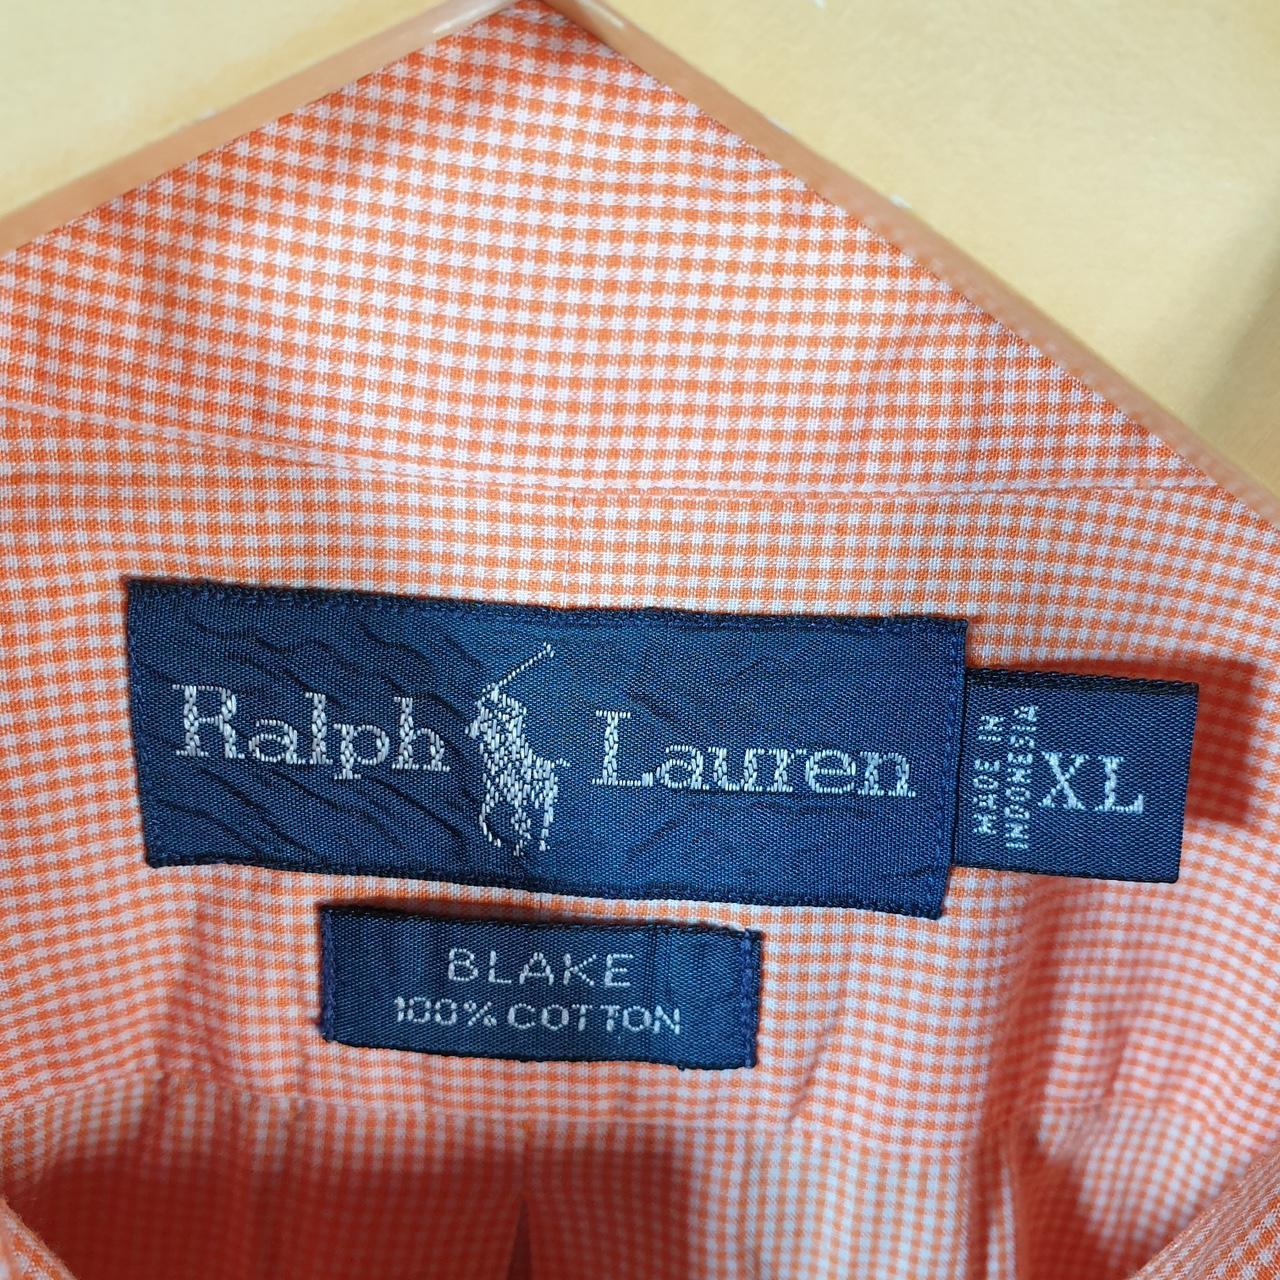 Ralph Lauren
MADE IN
INDONESIA
XL
BLAKE
100% COTTON